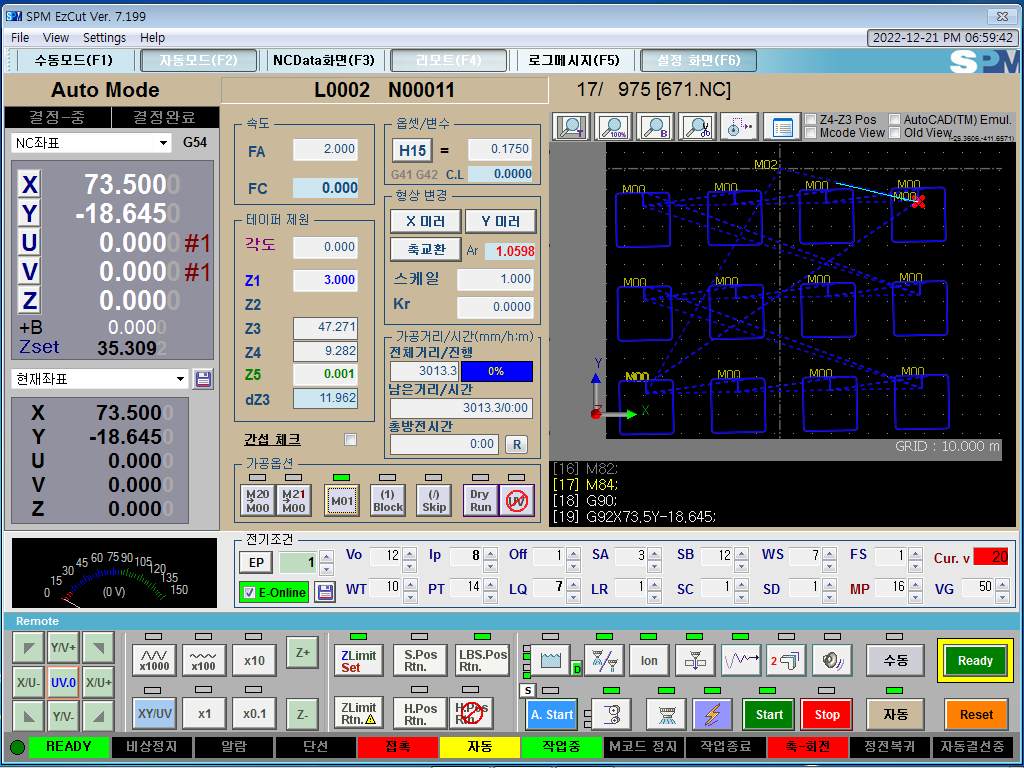 SPM EzCut Ver. 7.199
File View Settings Help
2022-12-21 PM 06:59:42
수동모드(F1) 자동모드(F2) NCData화면(F3) 리모트(F4) 로그메시지(F5) 설정 화면(F6) SPM
Auto Mode L0002 N00011 17/ 975 [671.NC]
결정-중 결정완료
NC좌표 G54
X 73.5000
Y -18.6450
U 0.0000 #1
V 0.0000 #1
Z 0.0000
+B 0.0000
Zset 35.3092
현재좌표
X 73.5000
Y -18.6450
U 0.0000
V 0.0000
Z 0.0000
속도
FA 2.000
FC 0.000
테이퍼 제원
각도 0.000
Z1 3.000
Z2
Z3 47.271
Z4 9.282
Z5 0.001
dZ3 11.962
간섭 체크
옵셋/변수
H15 = 0.1750
G41 G42 C.L 0.0000
형상 변경
X 미러 Y 미러
축교환 Ar 1.0598
스케일 1.000
Kr 0.0000
가공거리/시간(mm/h:m)
전체거리/진행
3013.3 0%
남은거리/시간
3013.3/0:00
총방전시간
0:00 R
가공옵션
M20 M00 M21 M00 M01 (1) Block (/) Skip Dry Run UV
T 100% B
Z4-Z3 Pos AutoCAD(TM) Emul.
Mcode View Old View
(-25.3606,-411.6571)
M02
M00 M00 M00 M00
M00
M00 M00 M00 M00
M00 M00 M00 M00
Y
Z X
GRID : 10.000 m
[16] M82;
[17] M84;
[18] G90;
[19] G92X73.5Y-18.645;
0 15 30 45 60 75 90 105 120 135 150
(0 V)
전기조건
EP 1 Vo 12 Ip 8 Off 1 SA 3 SB 12 WS 7 FS 1 Cur. v 20
E-Online WT 10 PT 14 LQ 7 LR 1 SC 1 SD 1 MP 16 VG 50
Remote
Y/V+ x1000 x100 x10 Z+ ZLimit Set S.Pos Rtn. LBS.Pos Rtn. D Ion 2 수동 Ready
X/U- UV.0 X/U+
Y/V- XY/UV x1 x0.1 Z- ZLimit Rtn. H.Pos Rtn. H.Pos Rtn. S A. Start Start Stop 자동 Reset
READY 비상정지 알람 단선 접촉 자동 작업중 M코드 정지 작업종료 축-회전 정전복귀 자동결선중